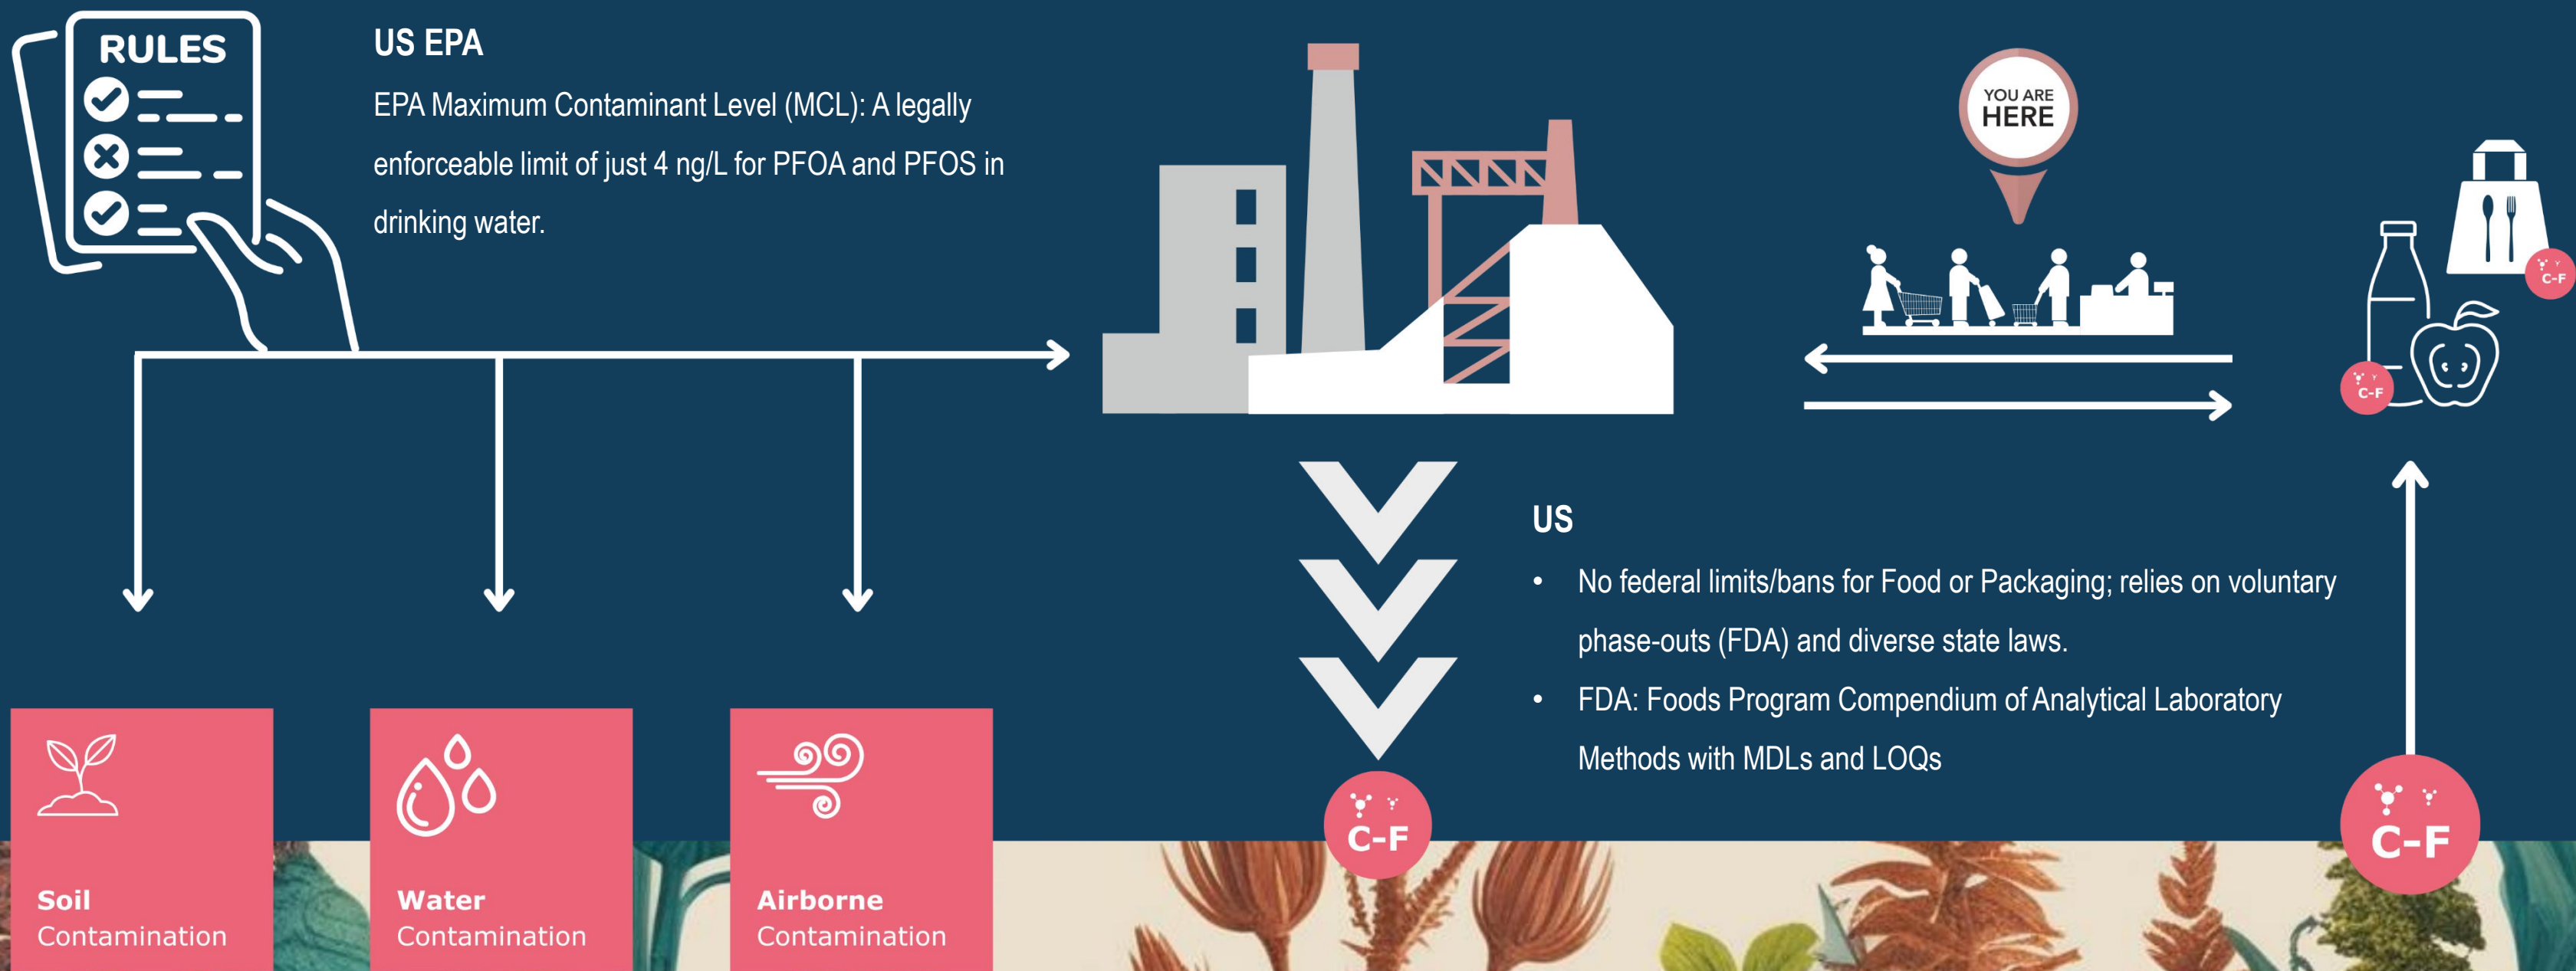 RULES
US EPA
EPA Maximum Contaminant Level (MCL): A legally
enforceable limit of just 4 ng/L for PFOA and PFOS in
drinking water.
YOU ARE
HERE
C-F
C-F
US
• No federal limits/bans for Food or Packaging; relies on voluntary
phase-outs (FDA) and diverse state laws.
• FDA: Foods Program Compendium of Analytical Laboratory
Methods with MDLs and LOQs
C-F
C-F
Soil
Contamination
Water
Contamination
Airborne
Contamination